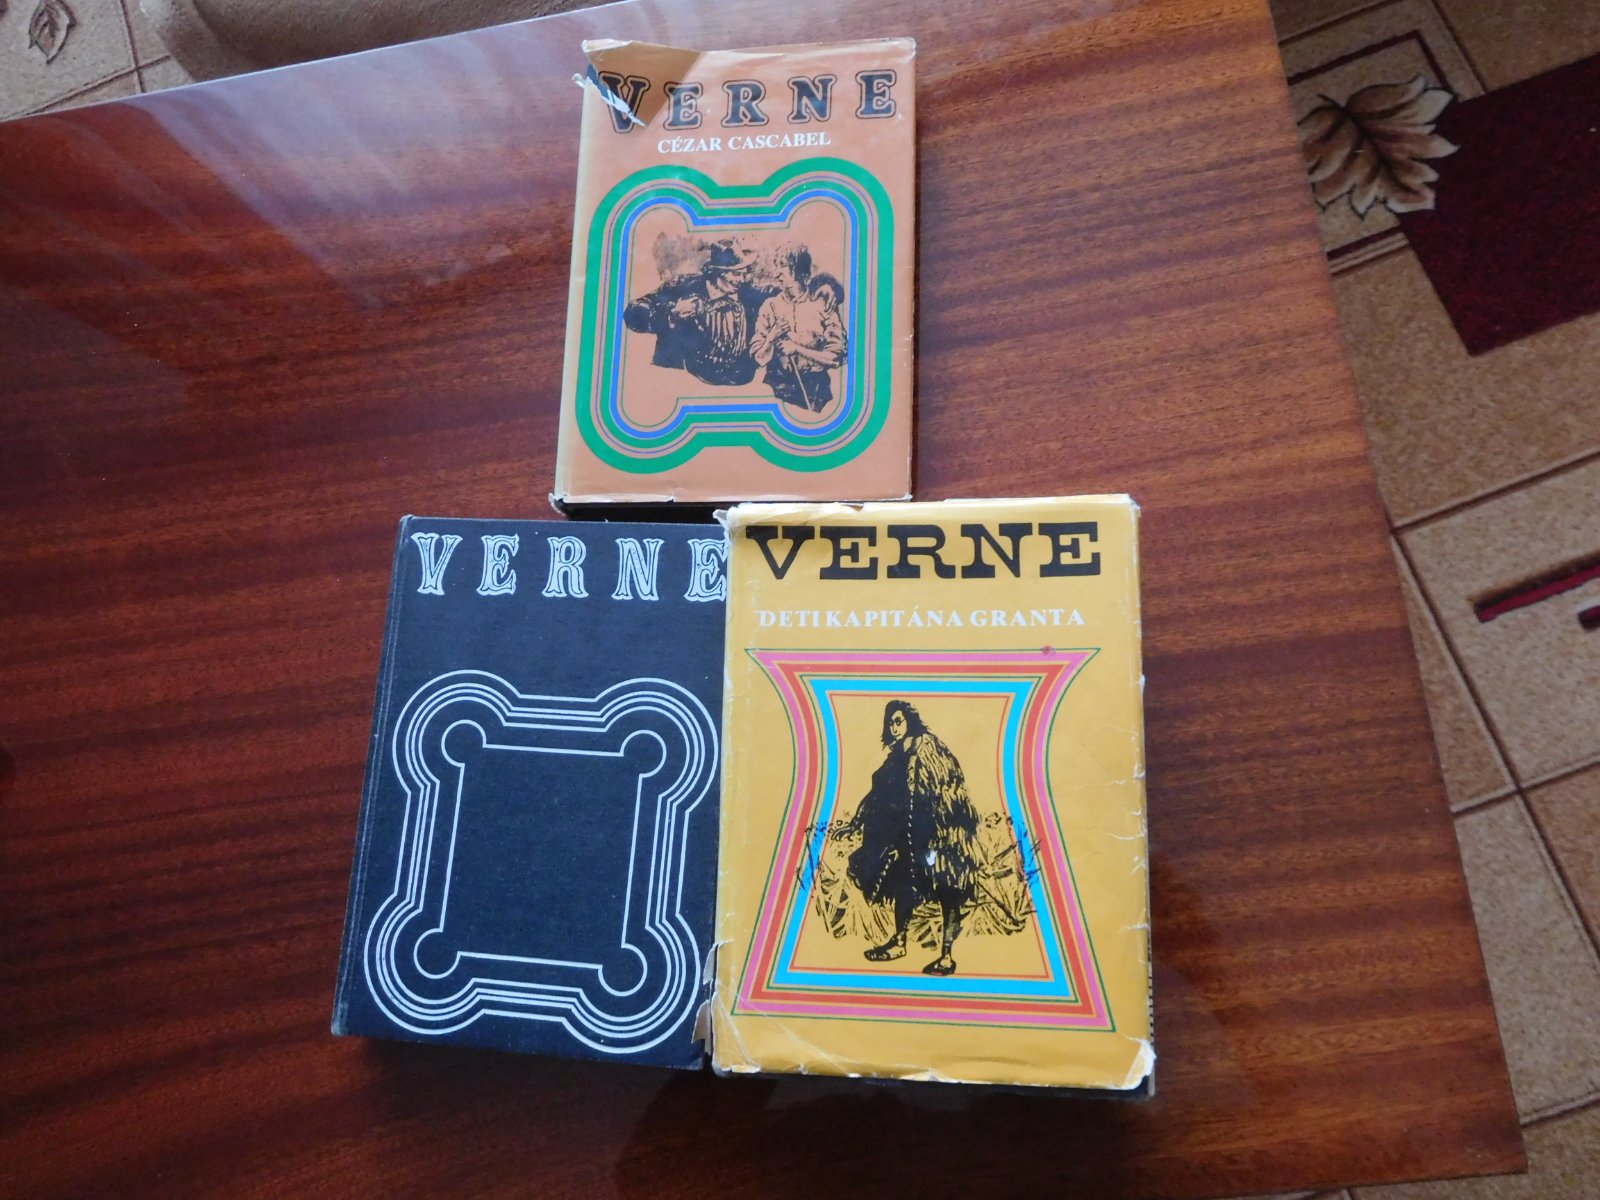 VERNE
CÉZAR CASCABEL
VERNE
VERNE
DETI KAPITÁNA GRANTA